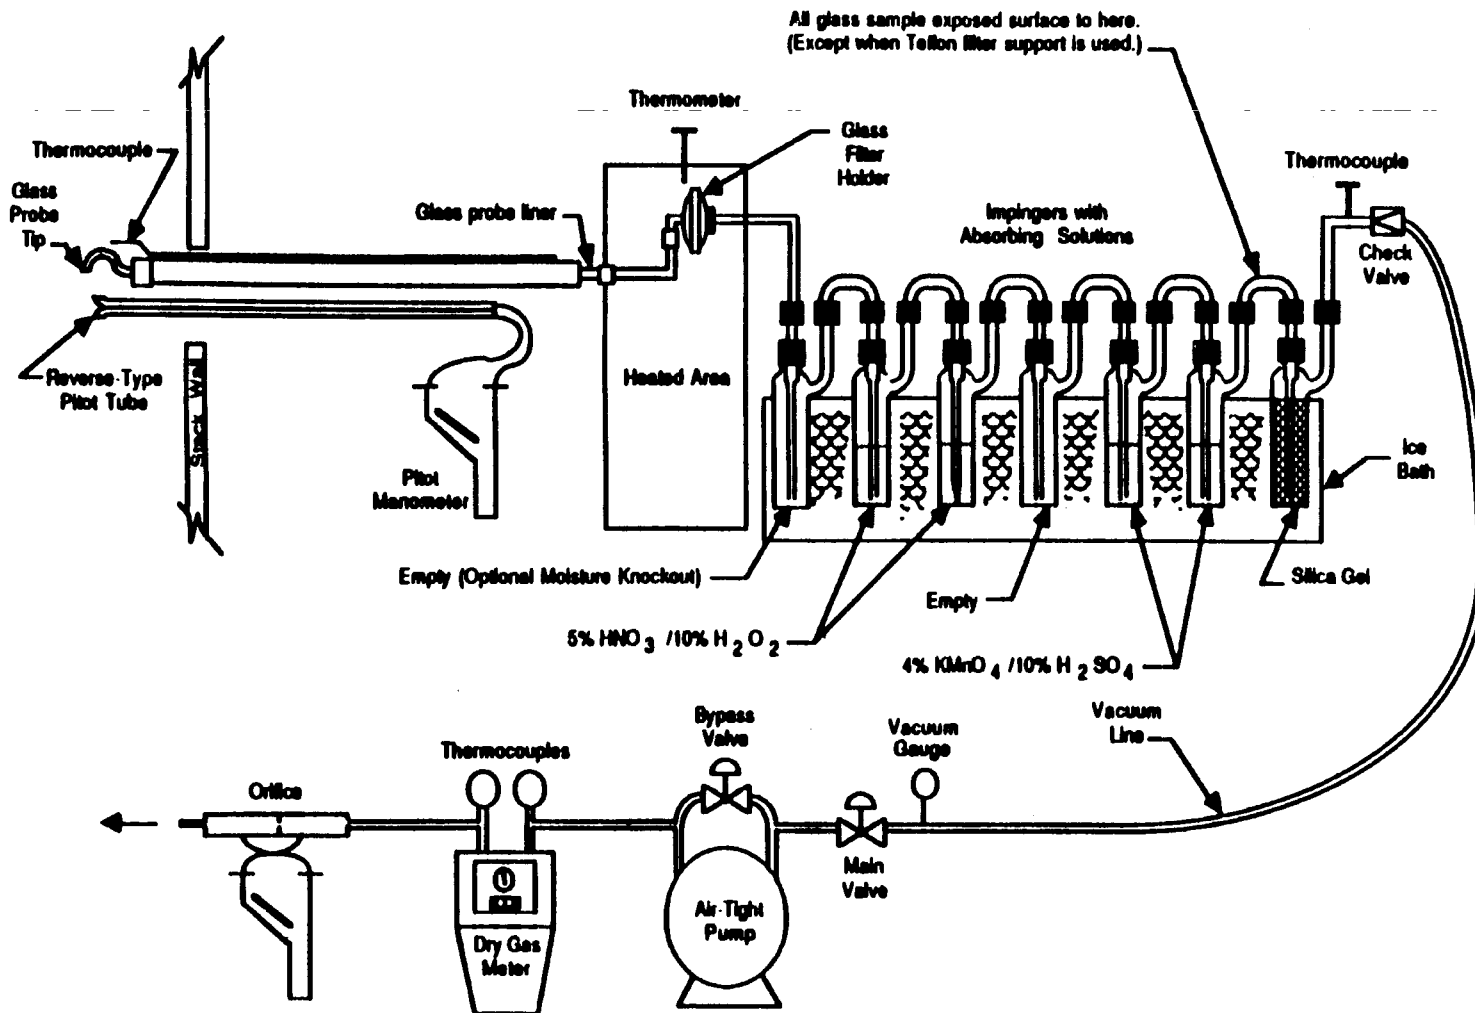 All glass sample exposed surface to here.
(Except when Teflon filter support is used.)
Thermometer
Glass
Filter
Holder
Thermocouple
Thermocouple
Glass
Probe
Tip
Glass probe liner
Impingers with
Absorbing Solutions
Check
Valve
Reverse-Type
Pitot Tube
Stack Wall
Heated Area
Pitot
Manometer
Ice
Bath
Empty (Optional Moisture Knockout)
Empty
Silica Gel
5% HNO3 /10% H2O2
4% KMnO4 /10% H2SO4
Bypass
Valve
Vacuum
Gauge
Vacuum
Line
Thermocouples
Orifice
Main
Valve
Air-Tight
Pump
Dry Gas
Meter